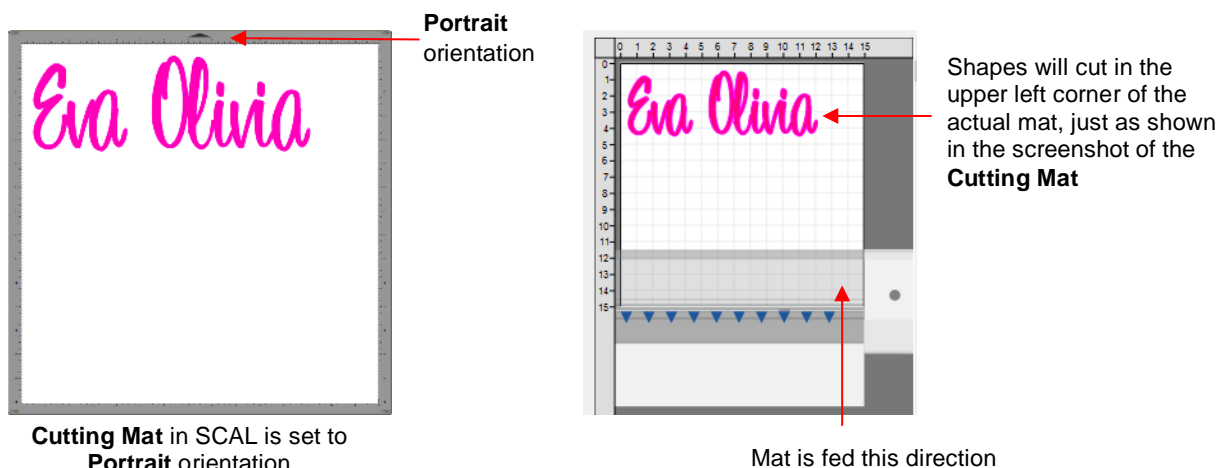 Portrait
orientation
Eva Olivia
0 1 2 3 4 5 6 7 8 9 10 11 12 13 14 15
0
1
2
3
4
5
6
7
8
9
10
11
12
13
14
15
Eva Olivia
Shapes will cut in the
upper left corner of the
actual mat, just as shown
in the screenshot of the
Cutting Mat
Cutting Mat in SCAL is set to
Portrait orientation
Mat is fed this direction